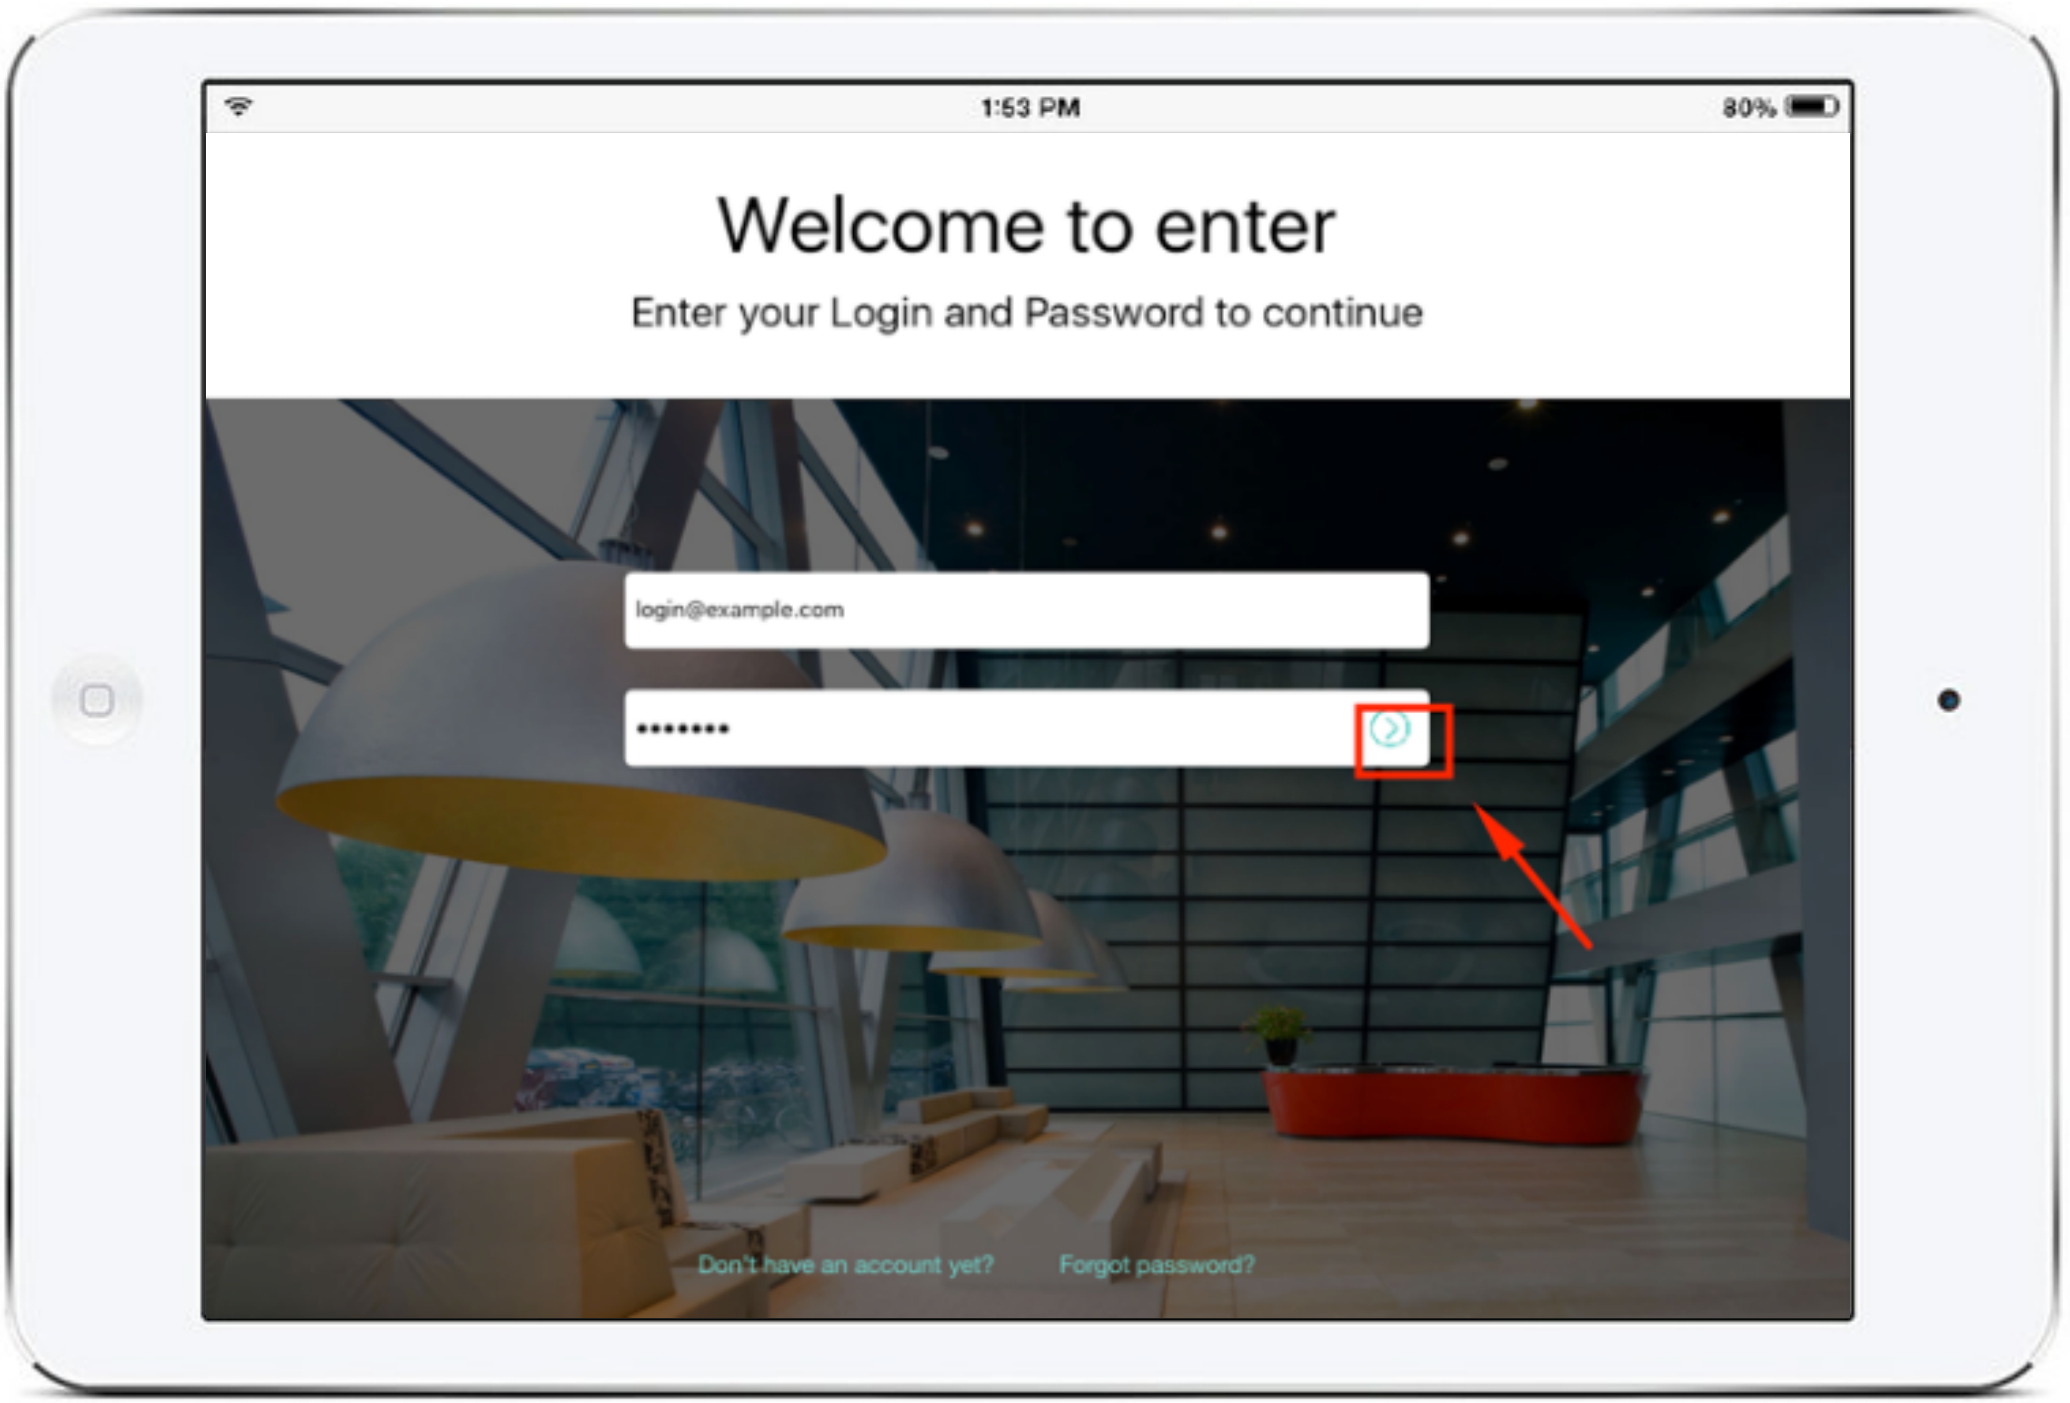 1:53 PM
80%
Welcome to enter
Enter your Login and Password to continue
login@example.com
•••••••
Don't have an account yet?
Forgot password?